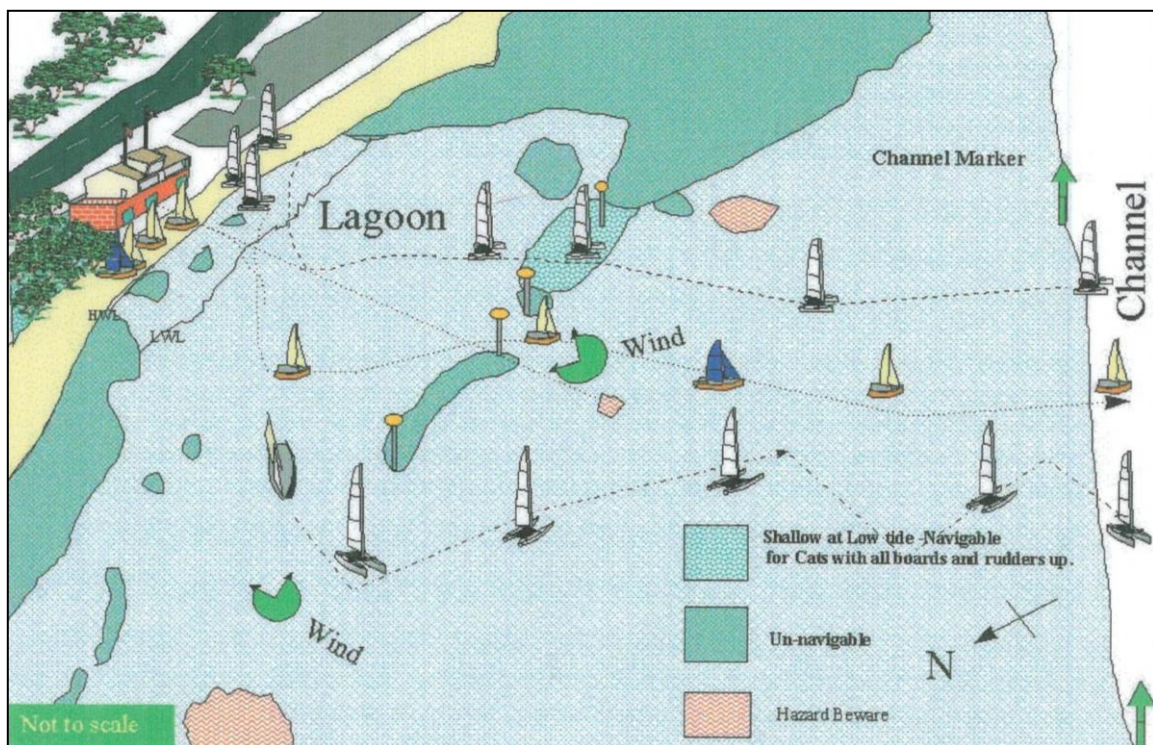 Channel Marker
Lagoon
Channel
HWL
LWL
Wind
Shallow at Low tide -Navigable
for Cats with all boards and rudders up.
Wind
Un-navigable
N
Hazard Beware
Not to scale